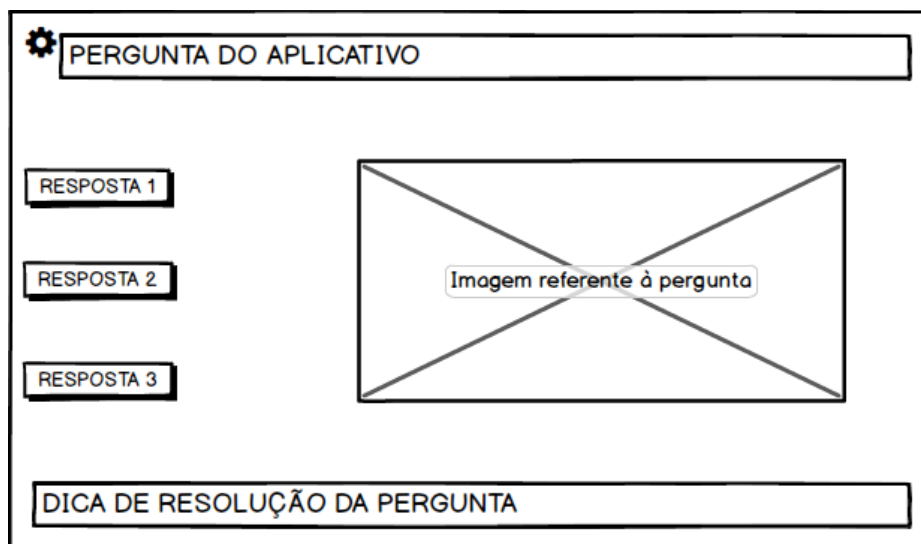 PERGUNTA DO APLICATIVO
RESPOSTA 1
RESPOSTA 2
Imagem referente à pergunta
RESPOSTA 3
DICA DE RESOLUÇÃO DA PERGUNTA